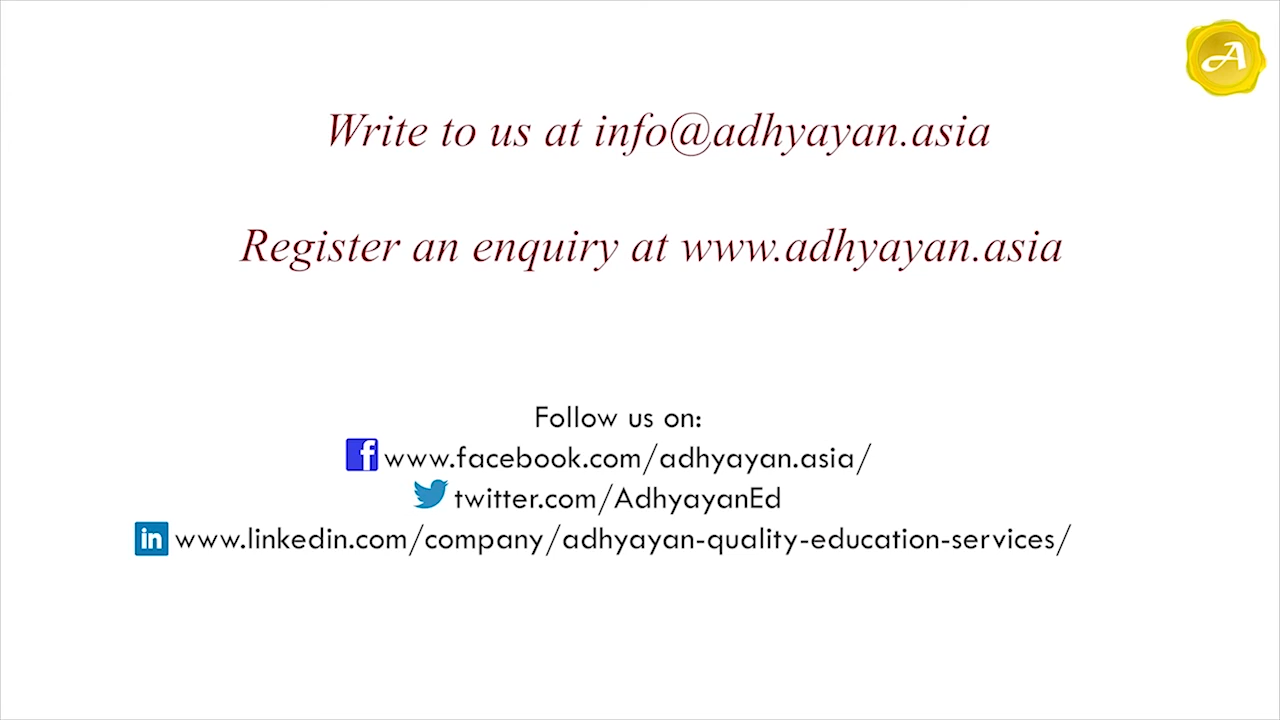 A
Write to us at info@adhyayan.asia
Register an enquiry at www.adhyayan.asia
Follow us on:
f www.facebook.com/adhyayan.asia/
twitter.com/AdhyayanEd
in www.linkedin.com/company/adhyayan-quality-education-services/